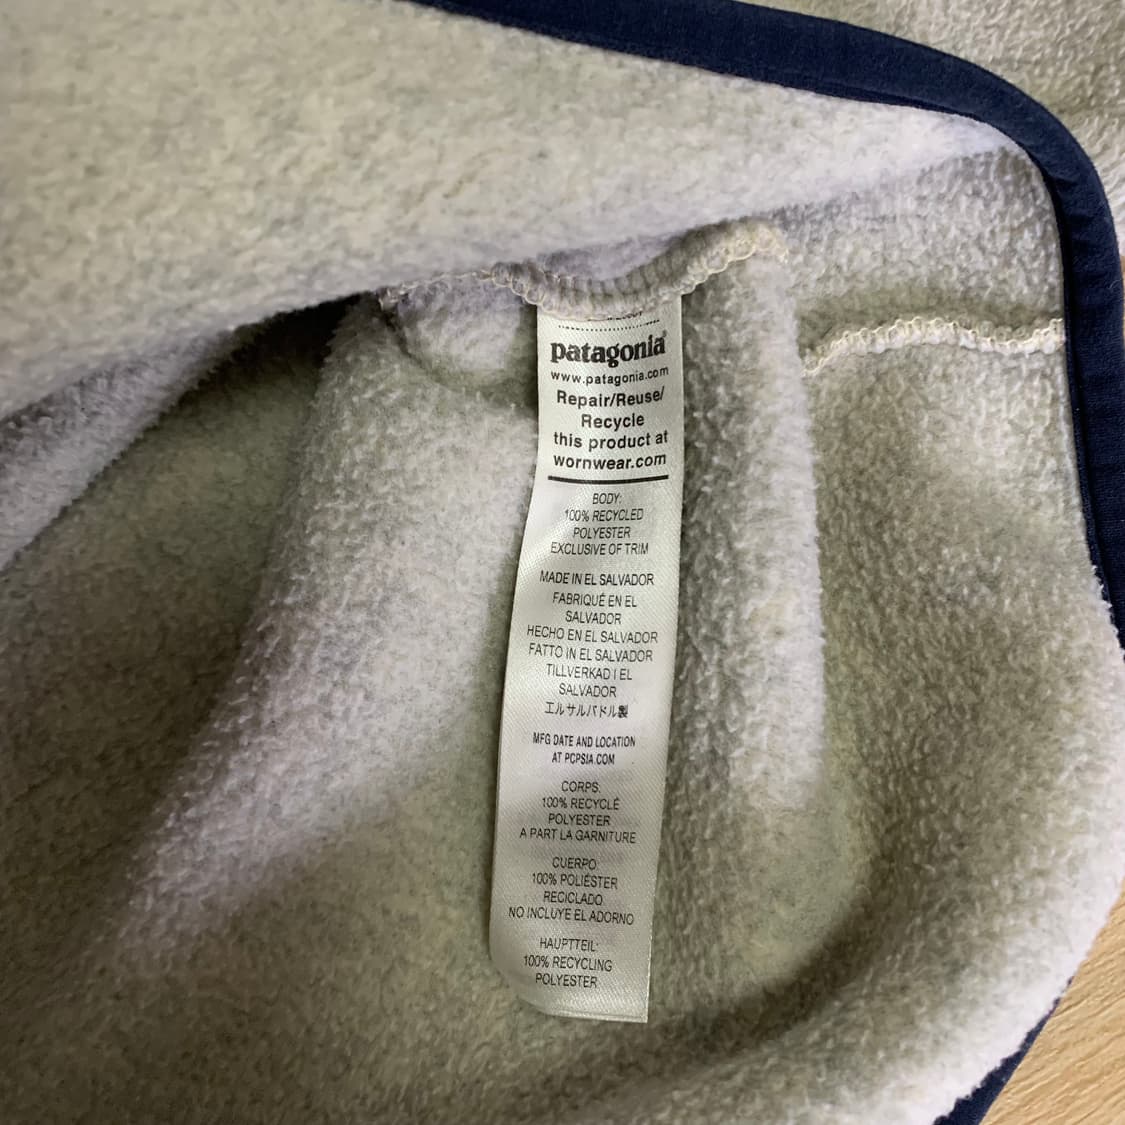 patagonia®
www.patagonia.com
Repair/Reuse/
Recycle
this product at
wornwear.com
BODY:
100% RECYCLED
POLYESTER
EXCLUSIVE OF TRIM
MADE IN EL SALVADOR
FABRIQUÉ EN EL
SALVADOR
HECHO EN EL SALVADOR
FATTO IN EL SALVADOR
TILLVERKAD I EL
SALVADOR
エルサルバドル製
MFG DATE AND LOCATION
AT PCPSIA.COM
CORPS:
100% RECYCLÉ
POLYESTER
A PART LA GARNITURE
CUERPO:
100% POLIÉSTER
RECICLADO
NO INCLUYE EL ADORNO
HAUPTTEIL:
100% RECYCLING
POLYESTER